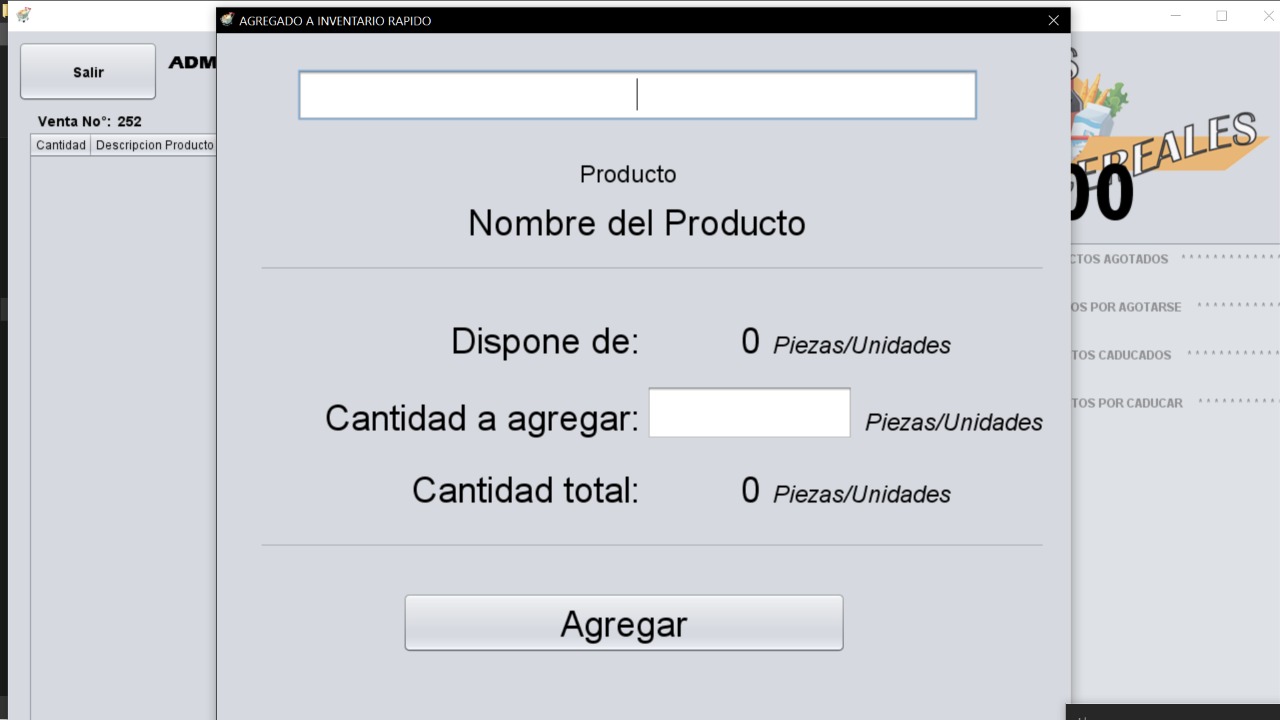 AGREGADO A INVENTARIO RAPIDO
Salir
ADM
Venta N°: 252
Cantidad
Descripcion Producto
Producto
Nombre del Producto
Dispone de: 0 Piezas/Unidades
Cantidad a agregar: Piezas/Unidades
Cantidad total: 0 Piezas/Unidades
Agregar
CEREALES
00
CTOS AGOTADOS **********
OS POR AGOTARSE *********
TOS CADUCADOS **********
TOS POR CADUCAR *********